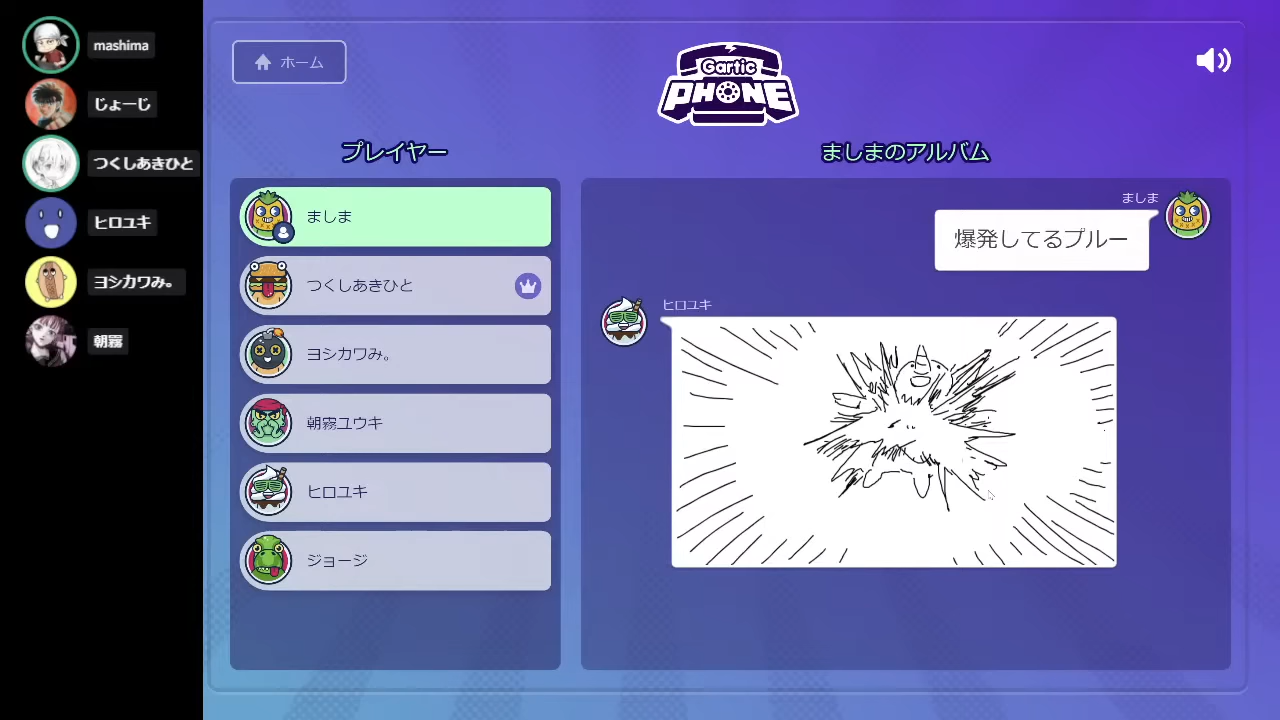 mashima
じょーじ
つくしあきひと
ヒロユキ
ヨシカワみ。
朝霧
ホーム
Gartic
PHONE
プレイヤー
ましま
つくしあきひと
ヨシカワみ。
朝霧ユウキ
ヒロユキ
ジョージ
ましまのアルバム
ましま
爆発してるプルー
ヒロユキ